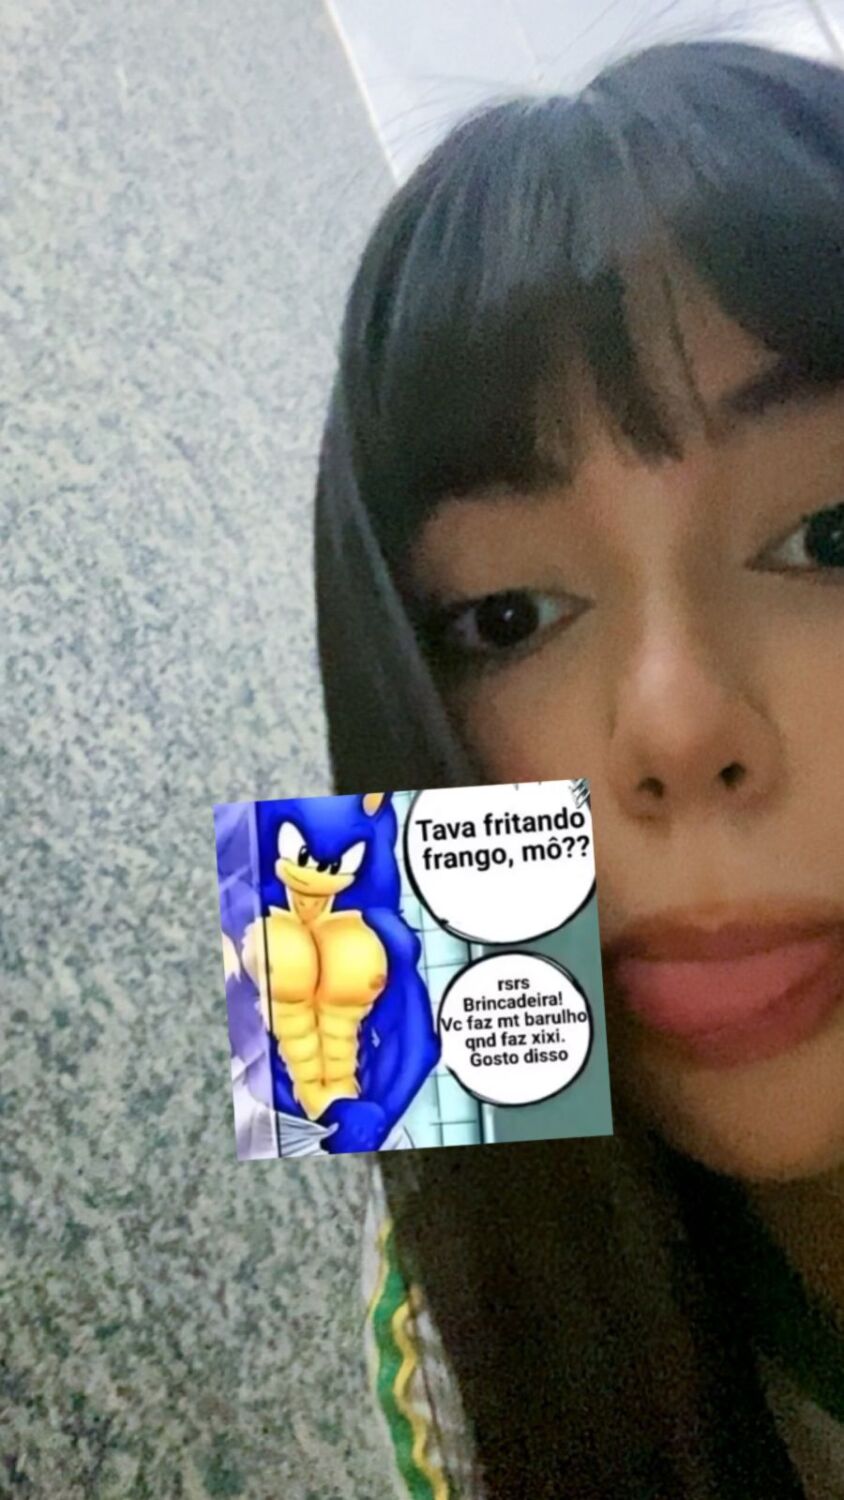 Tava fritando
frango, mô??
rsrs
Brincadeira!
Vc faz mt barulho
qnd faz xixi.
Gosto disso